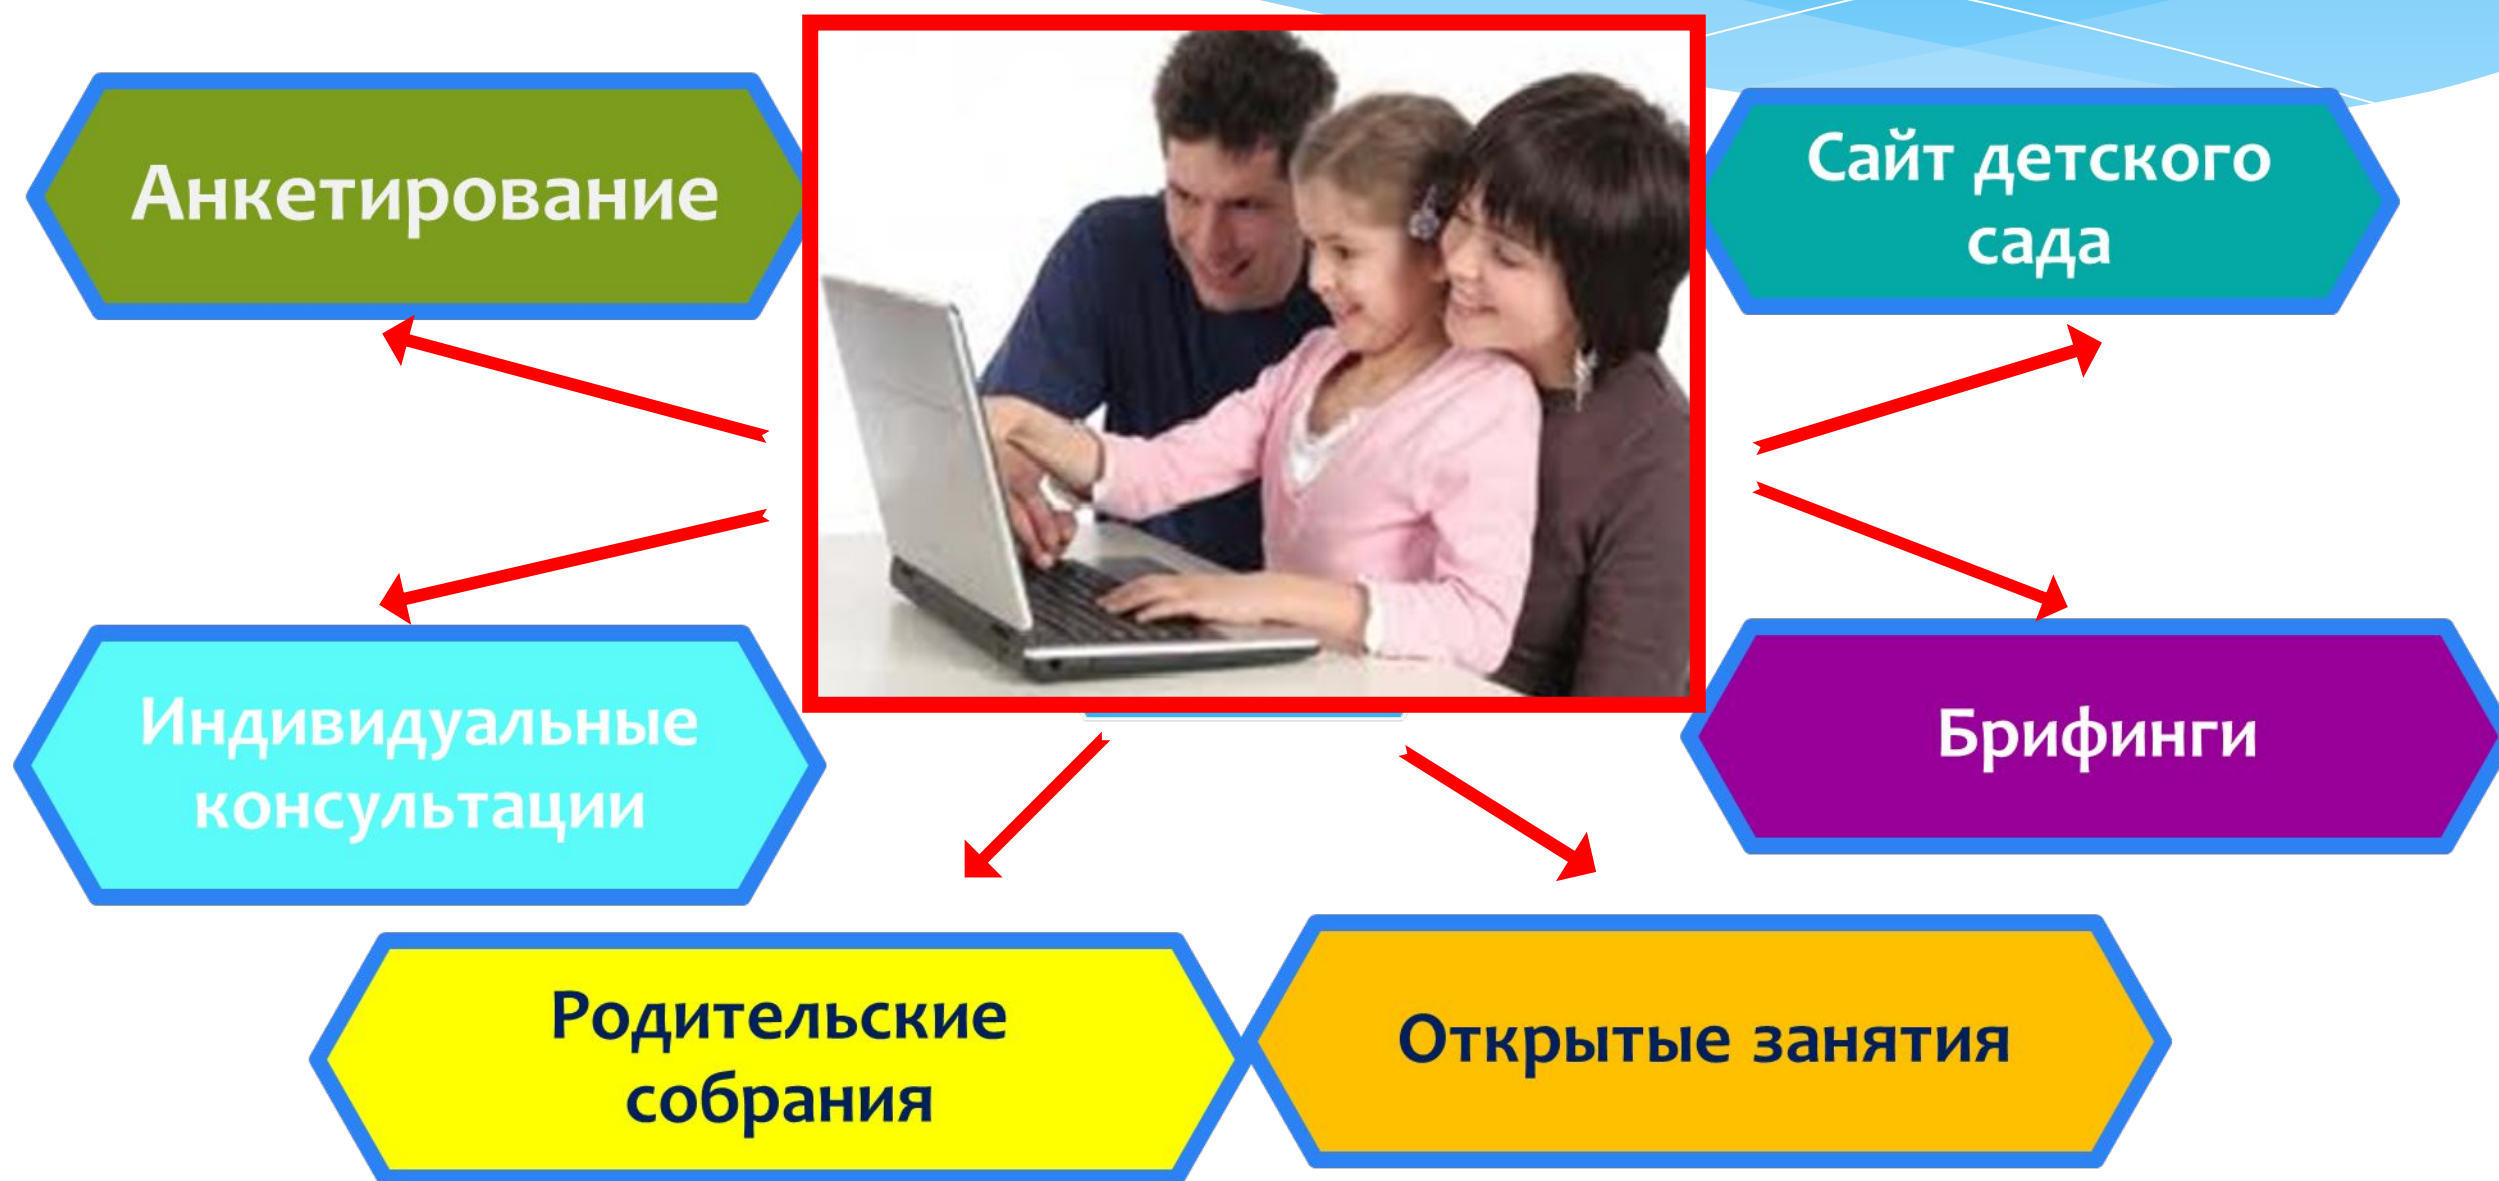 Анкетирование
Сайт детского
сада
Индивидуальные
консультации
Брифинги
Родительские
собрания
Открытые занятия